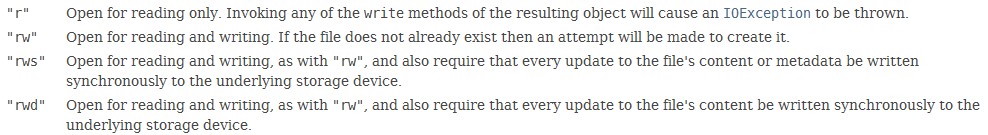 "r" Open for reading only. Invoking any of the write methods of the resulting object will cause an IOException to be thrown.
"rw" Open for reading and writing. If the file does not already exist then an attempt will be made to create it.
"rws" Open for reading and writing, as with "rw", and also require that every update to the file's content or metadata be written
synchronously to the underlying storage device.
"rwd" Open for reading and writing, as with "rw", and also require that every update to the file's content be written synchronously to the
underlying storage device.